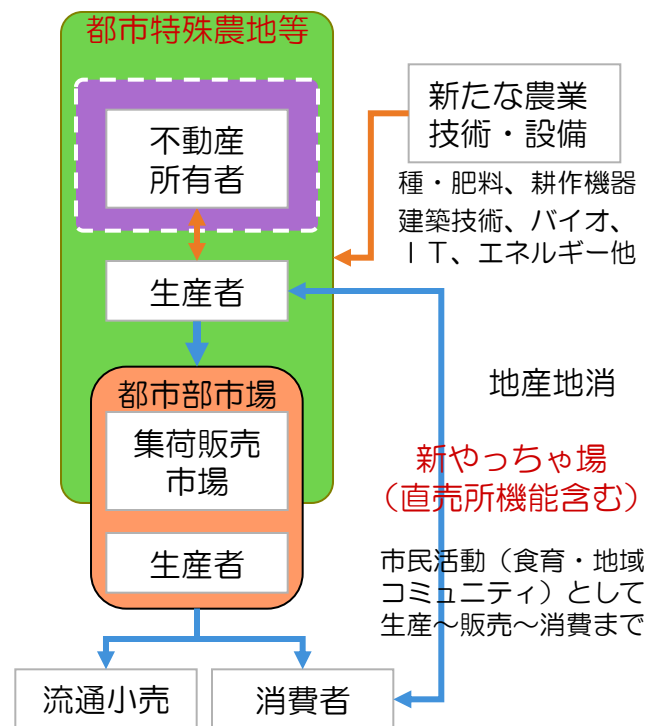 都市特殊農地等
不動産
所有者
新たな農業
技術・設備
種・肥料、耕作機器
建築技術、バイオ、
ＩＴ、エネルギー他
生産者
地産地消
都市部市場
集荷販売
市場
新やっちゃ場
（直売所機能含む）
生産者
市民活動（食育・地域
コミュニティ）として
生産～販売～消費まで
流通小売
消費者